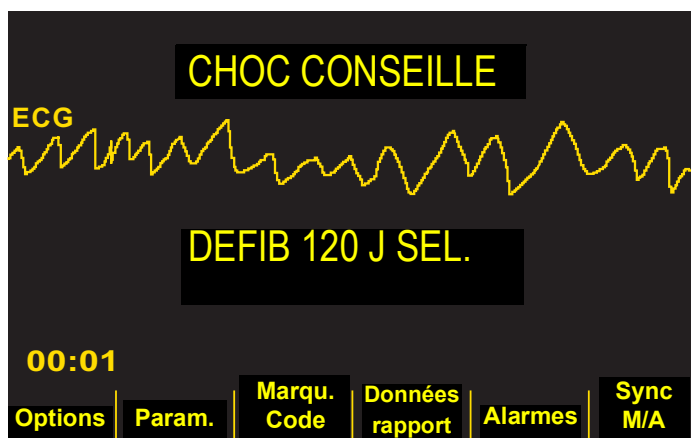 CHOC CONSEILLE
ECG
DEFIB 120 J SEL.
00:01
Options
Param.
Marqu.
Code
Données
rapport
Alarmes
Sync
M/A